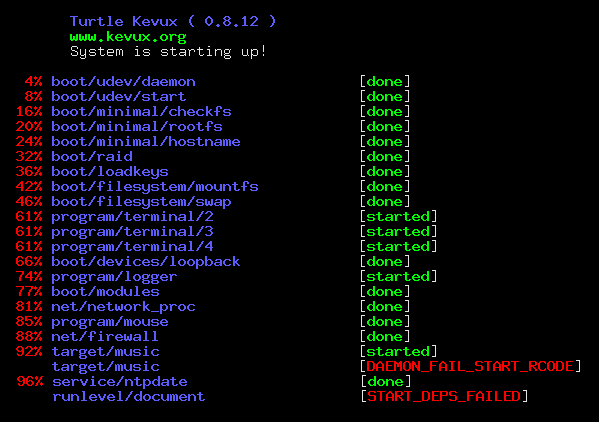 Turtle Kevux ( 0.8.12 )
www.kevux.org
System is starting up!
4% boot/udev/daemon [done]
8% boot/udev/start [done]
16% boot/minimal/checkfs [done]
20% boot/minimal/rootfs [done]
24% boot/minimal/hostname [done]
32% boot/raid [done]
36% boot/loadkeys [done]
42% boot/filesystem/mountfs [done]
46% boot/filesystem/swap [done]
61% program/terminal/2 [started]
61% program/terminal/3 [started]
61% program/terminal/4 [started]
66% boot/devices/loopback [done]
74% program/logger [started]
77% boot/modules [done]
81% net/network_proc [done]
85% program/mouse [done]
88% net/firewall [done]
92% target/music [started]
target/music [DAEMON_FAIL_START_RCODE]
96% service/ntpdate [done]
runlevel/document [START_DEPS_FAILED]